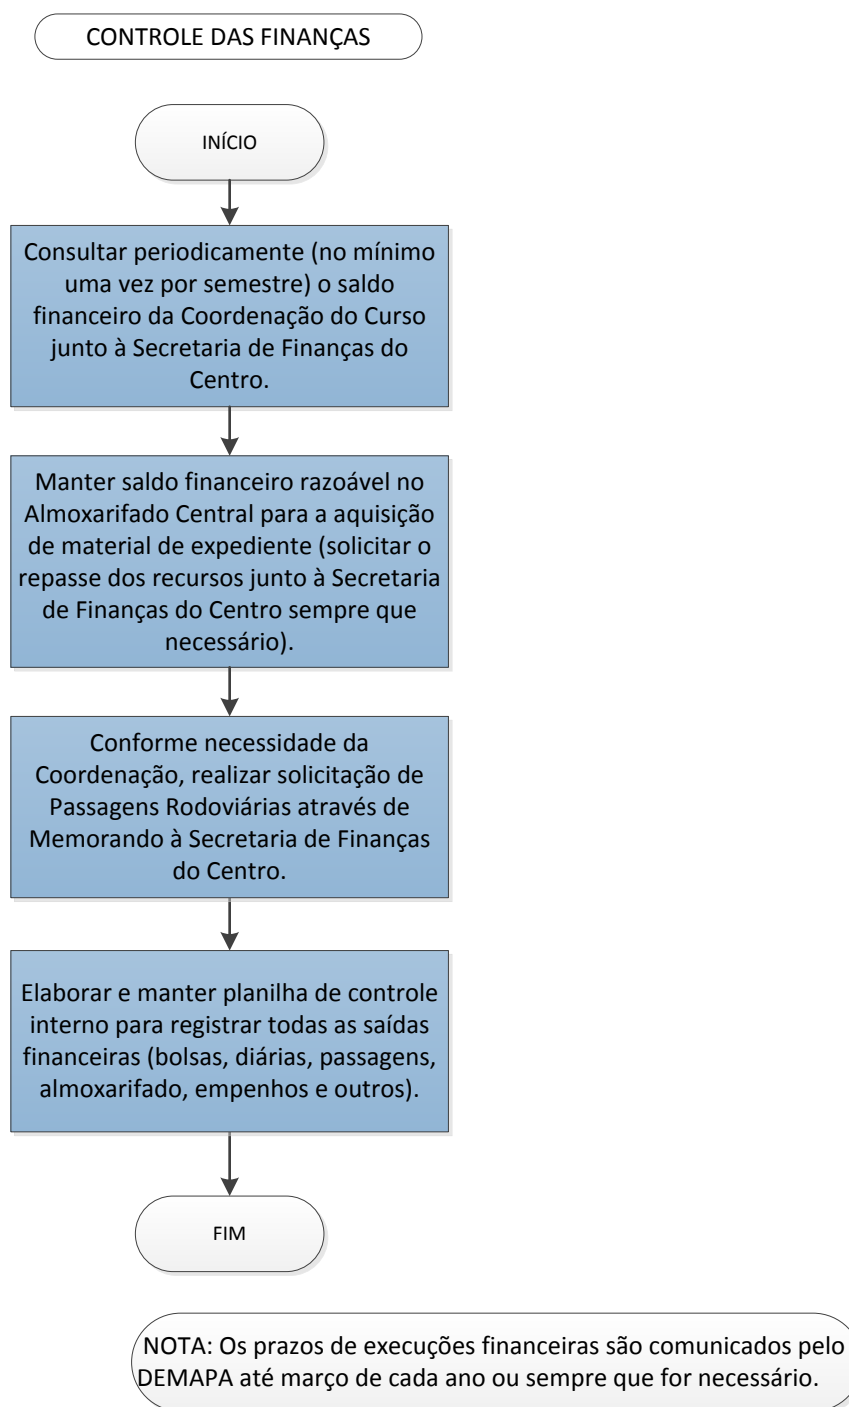 CONTROLE DAS FINANÇAS
INÍCIO
Consultar periodicamente (no mínimo
uma vez por semestre) o saldo
financeiro da Coordenação do Curso
junto à Secretaria de Finanças do
Centro.
Manter saldo financeiro razoável no
Almoxarifado Central para a aquisição
de material de expediente (solicitar o
repasse dos recursos junto à Secretaria
de Finanças do Centro sempre que
necessário).
Conforme necessidade da
Coordenação, realizar solicitação de
Passagens Rodoviárias através de
Memorando à Secretaria de Finanças
do Centro.
Elaborar e manter planilha de controle
interno para registrar todas as saídas
financeiras (bolsas, diárias, passagens,
almoxarifado, empenhos e outros).
FIM
NOTA: Os prazos de execuções financeiras são comunicados pelo
DEMAPA até março de cada ano ou sempre que for necessário.